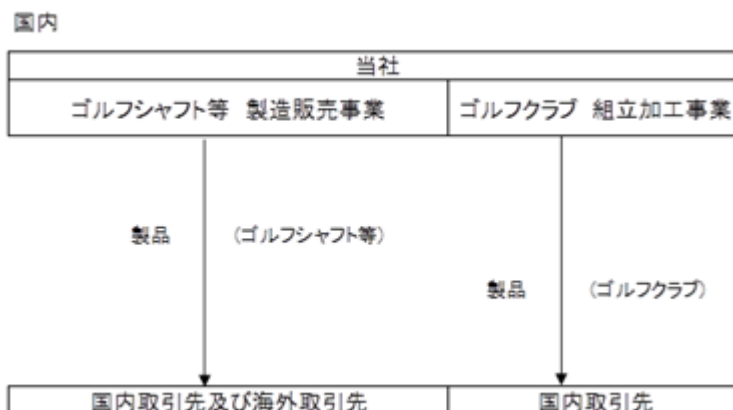 国内
当社
ゴルフシャフト等 製造販売事業
ゴルフクラブ 組立加工事業
製品 (ゴルフシャフト等)
製品 (ゴルフクラブ)
国内取引先及び海外取引先
国内取引先